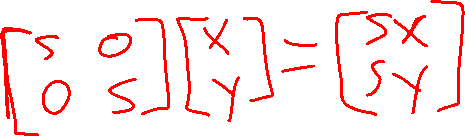 [s 0; 0 s] [x; y] = [sx; sy]